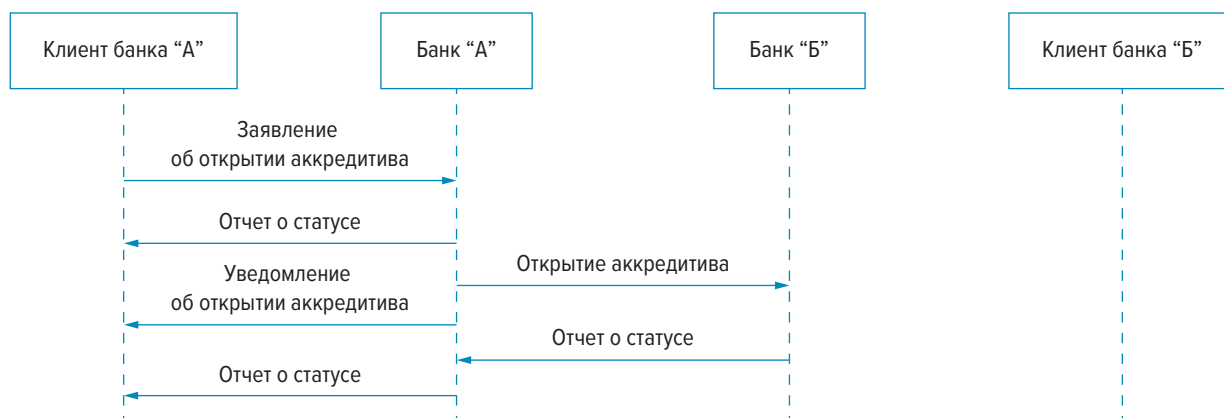 Клиент банка “А”
Банк “А”
Банк “Б”
Клиент банка “Б”
Заявление
об открытии аккредитива
Отчет о статусе
Открытие аккредитива
Уведомление
об открытии аккредитива
Отчет о статусе
Отчет о статусе